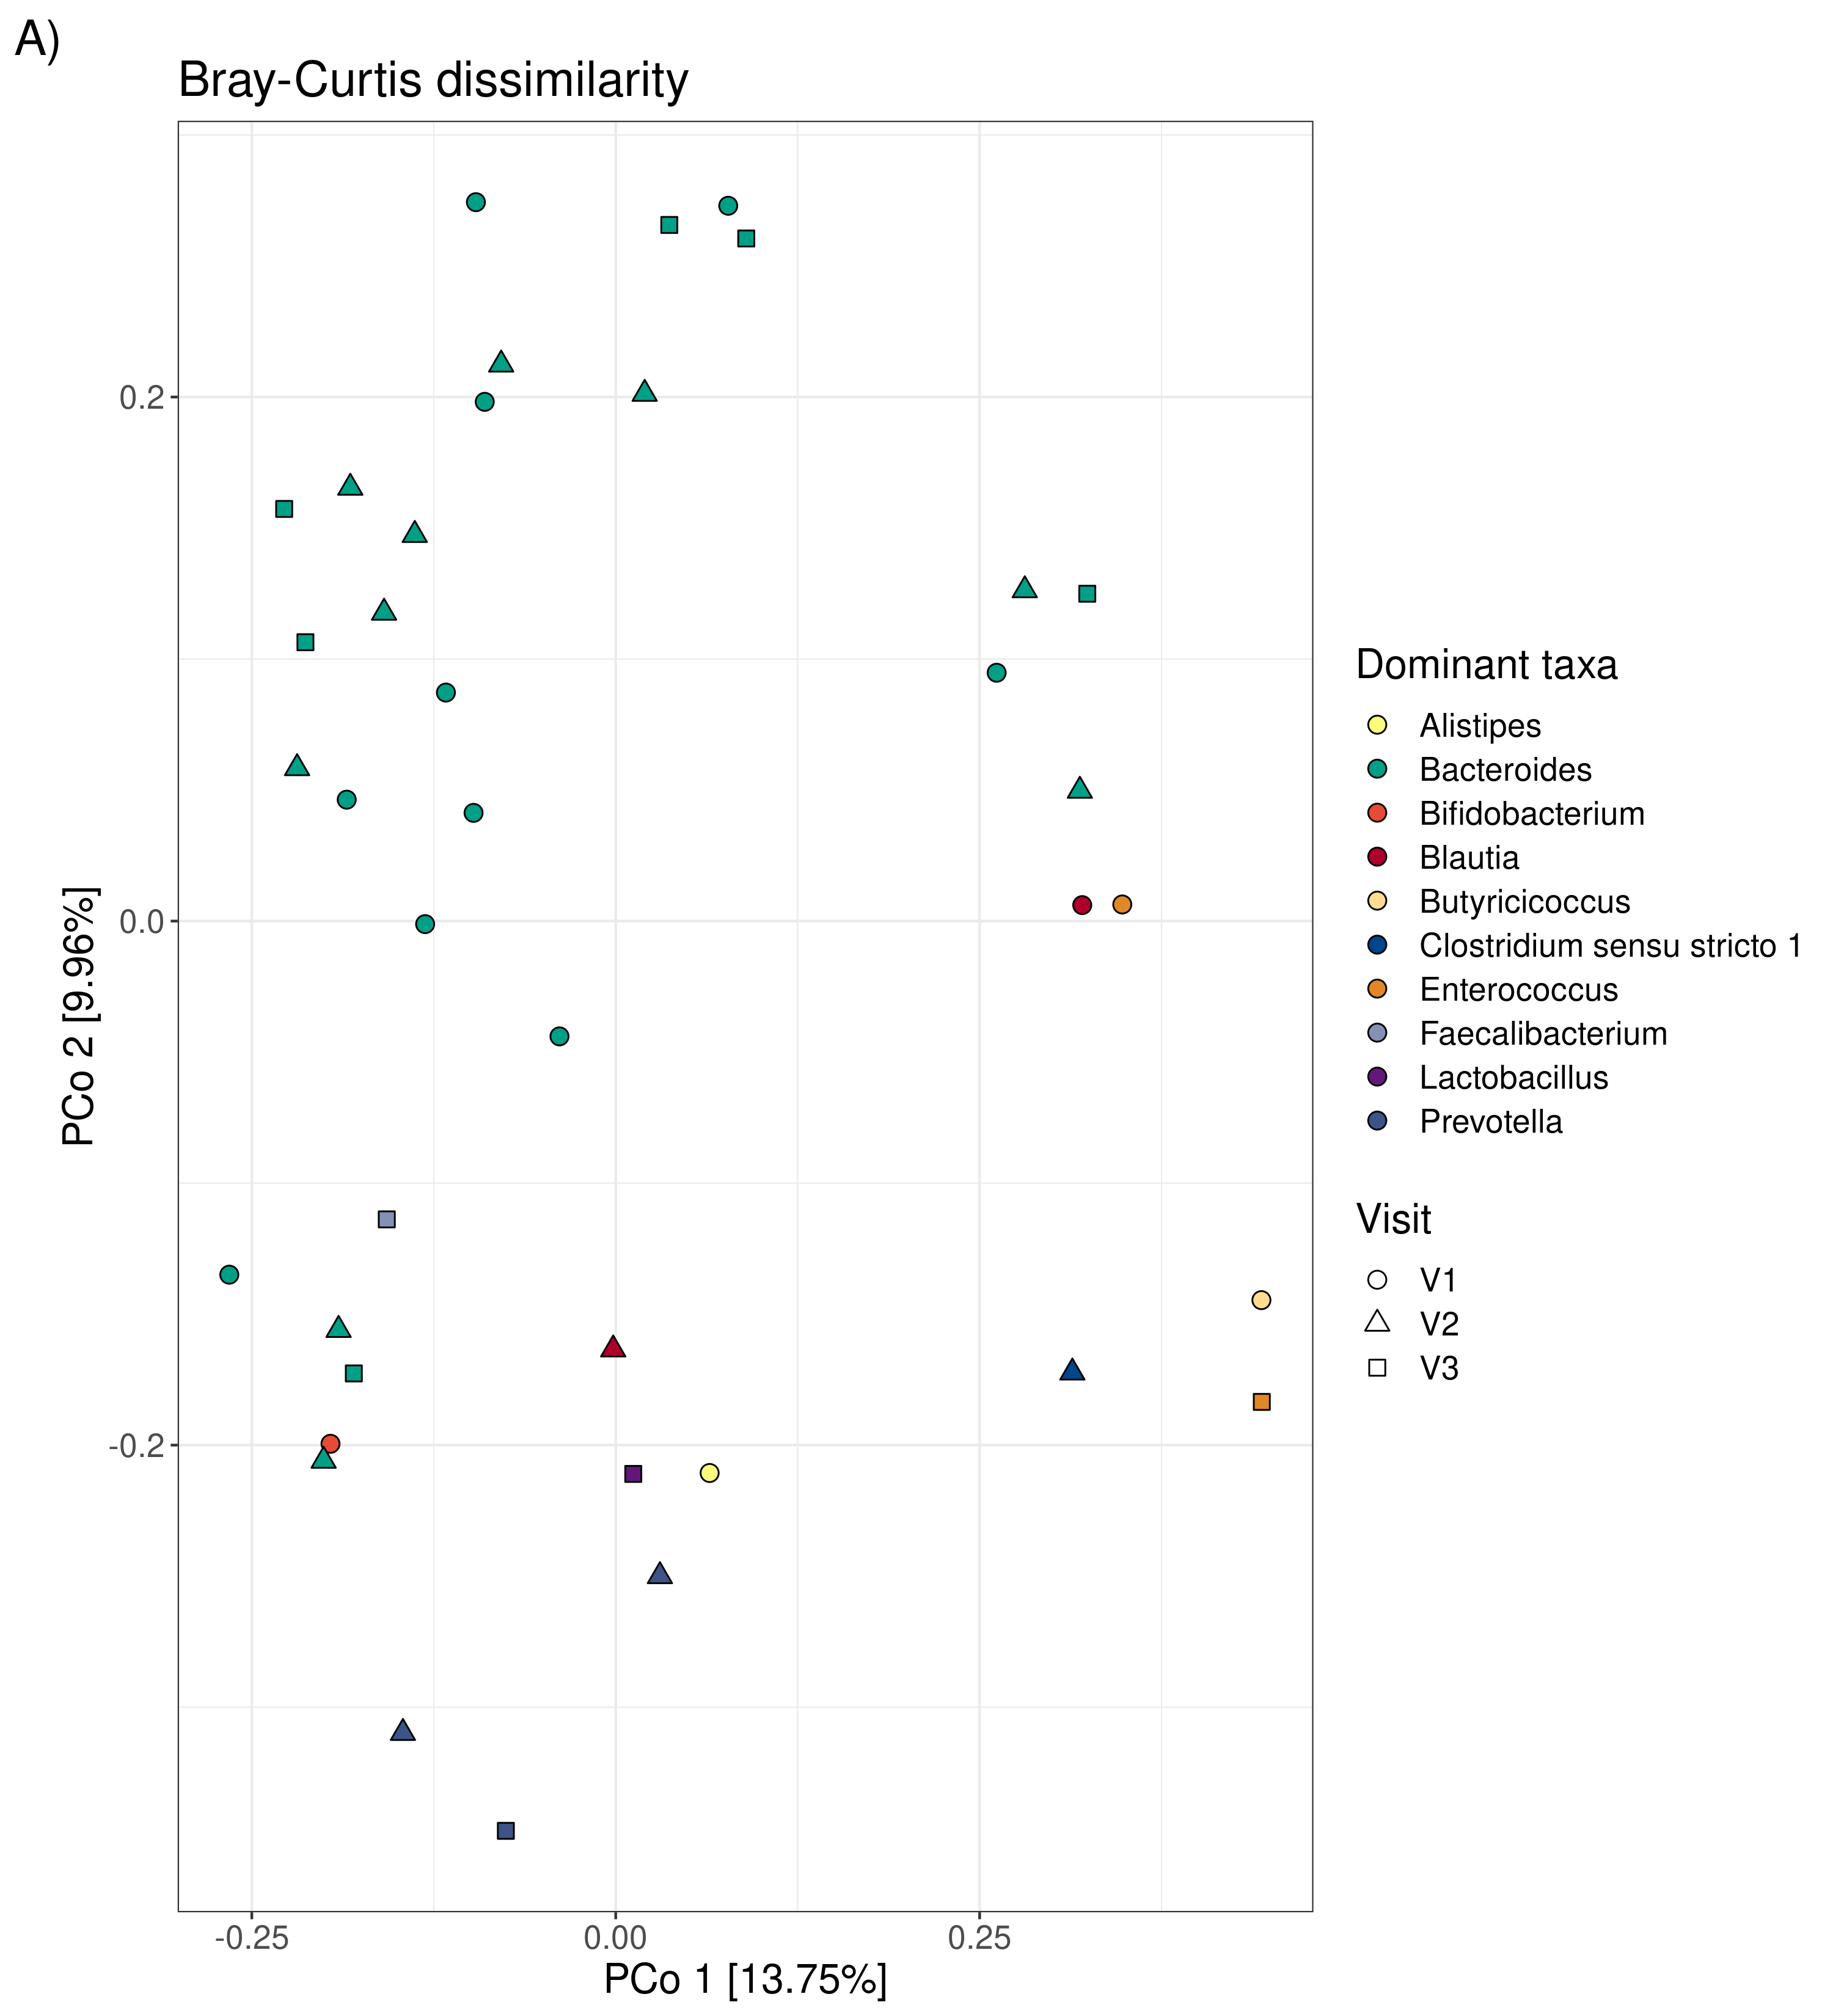 A)
Bray-Curtis dissimilarity
0.2
0.0
-0.2
PCo 2 [9.96%]
-0.25
0.00
0.25
PCo 1 [13.75%]
Dominant taxa
Alistipes
Bacteroides
Bifidobacterium
Blautia
Butyricicoccus
Clostridium sensu stricto 1
Enterococcus
Faecalibacterium
Lactobacillus
Prevotella
Visit
V1
V2
V3